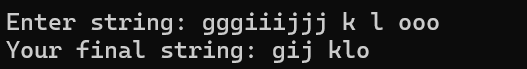 Enter string: gggiiijjj k l ooo
Your final string: gij klo